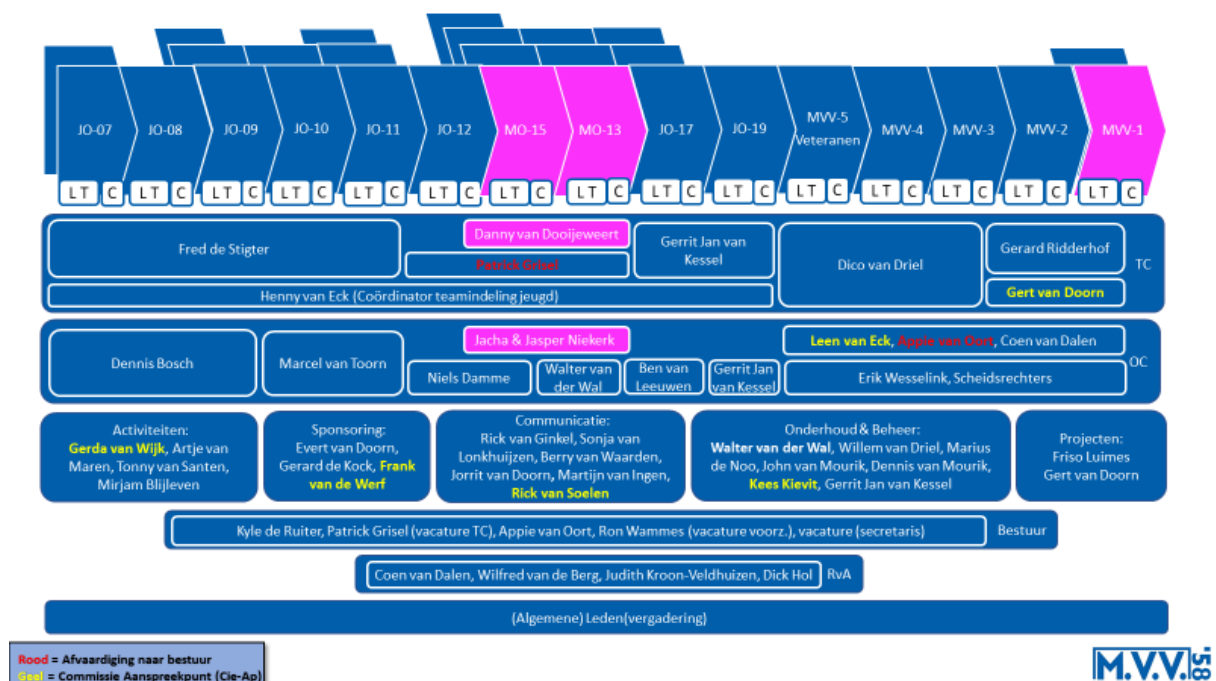 JO-07
JO-08
JO-09
JO-10
JO-11
JO-12
MO-15
MO-13
JO-17
JO-19
MVV-5
Veteranen
MVV-4
MVV-3
MVV-2
MVV-1
LT C LT C LT C LT C LT C LT C LT C LT C LT C LT C LT C LT C LT C LT C LT C
Fred de Stigter
Danny van Dooijeweert
Patrick Grisel
Gerrit Jan van
Kessel
Dico van Driel
Gerard Ridderhof
Gert van Doorn
TC
Henny van Eck (Coördinator teamindeling jeugd)
Dennis Bosch
Marcel van Toorn
Jacha & Jasper Niekerk
Niels Damme
Walter van
der Wal
Ben van
Leeuwen
Gerrit Jan
van Kessel
Leen van Eck, Appie van Oort, Coen van Dalen
Erik Wesselink, Scheidsrechters
OC
Activiteiten:
Gerda van Wijk, Artje van
Maren, Tonny van Santen,
Mirjam Blijleven
Sponsoring:
Evert van Doorn,
Gerard de Kock, Frank
van de Werf
Communicatie:
Rick van Ginkel, Sonja van
Lonkhuijzen, Berry van Waarden,
Jorrit van Doorn, Martijn van Ingen,
Rick van Soelen
Onderhoud & Beheer:
Walter van der Wal, Willem van Driel, Marius
de Noo, John van Mourik, Dennis van Mourik,
Kees Kievit, Gerrit Jan van Kessel
Projecten:
Friso Luimes
Gert van Doorn
Kyle de Ruiter, Patrick Grisel (vacature TC), Appie van Oort, Ron Wammes (vacature voorz.), vacature (secretaris)
Bestuur
Coen van Dalen, Wilfred van de Berg, Judith Kroon-Veldhuizen, Dick Hol
RvA
(Algemene) Leden(vergadering)
Rood = Afvaardiging naar bestuur
Geel = Commissie Aanspreekpunt (Cie-Ap)
M.V.V.'58